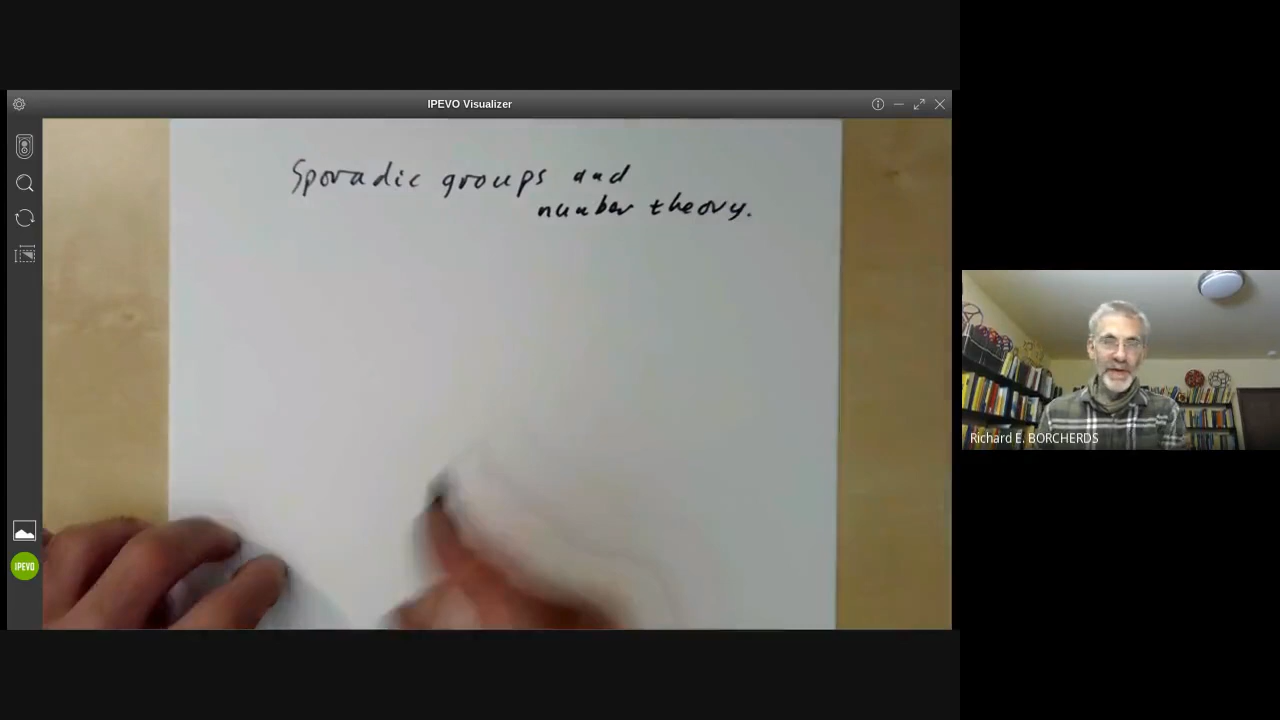 IPEVO Visualizer
Sporadic groups and
number theory.
IPEVO
Richard E. BORCHERDS